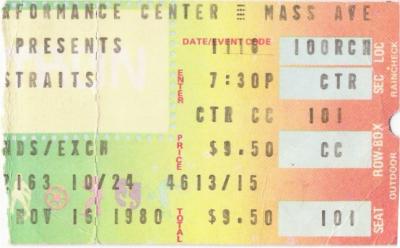 RFORMANCE CENTER : MASS AVE
PRESENTS DATE/EVENT CODE 1110 100RCH
STRAITS ENTER 7:30P CTR SEC LOC RAINCHECK
CTR CC 101
NDS/EXCH PRICE $9.50 CC ROW-BOX OUTDOOR
7163 10/24 4613/15
NOV 16 1980 TOTAL $9.50 101 SEAT